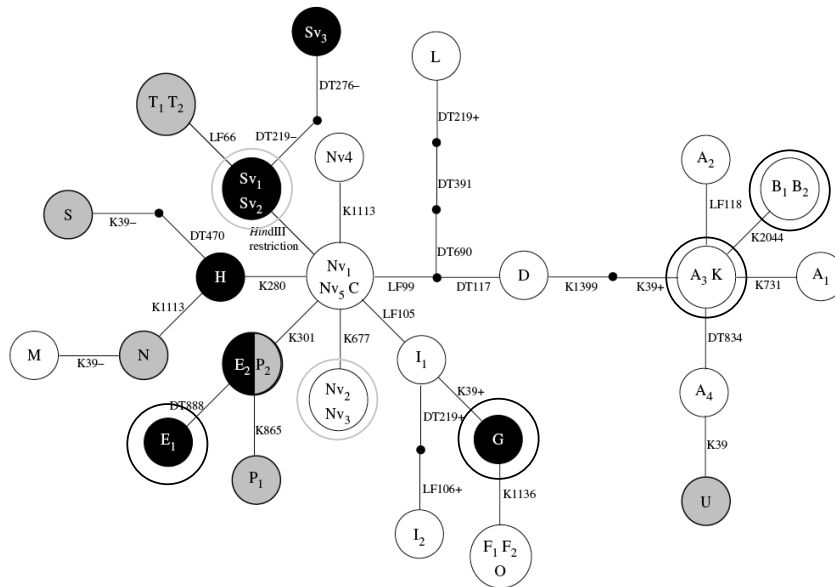 Sv3
L
DT276–
T1 T2
DT219+
LF66
DT219–
Nv4
A2
B1 B2
Sv1
Sv2
DT391
K1113
LF118
K2044
S
K39–
DT470
HindIII
restriction
DT690
H
K280
Nv1
Nv5 C
LF99
DT117
D
K1399
K39+
A3 K
K731
A1
K1113
LF105
M
K39–
N
K301
K677
I1
DT834
E2
P2
K39+
A4
Nv2
Nv3
DT888
DT219+
E1
K865
G
K39
P1
LF106+
K1136
U
I2
F1 F2
O